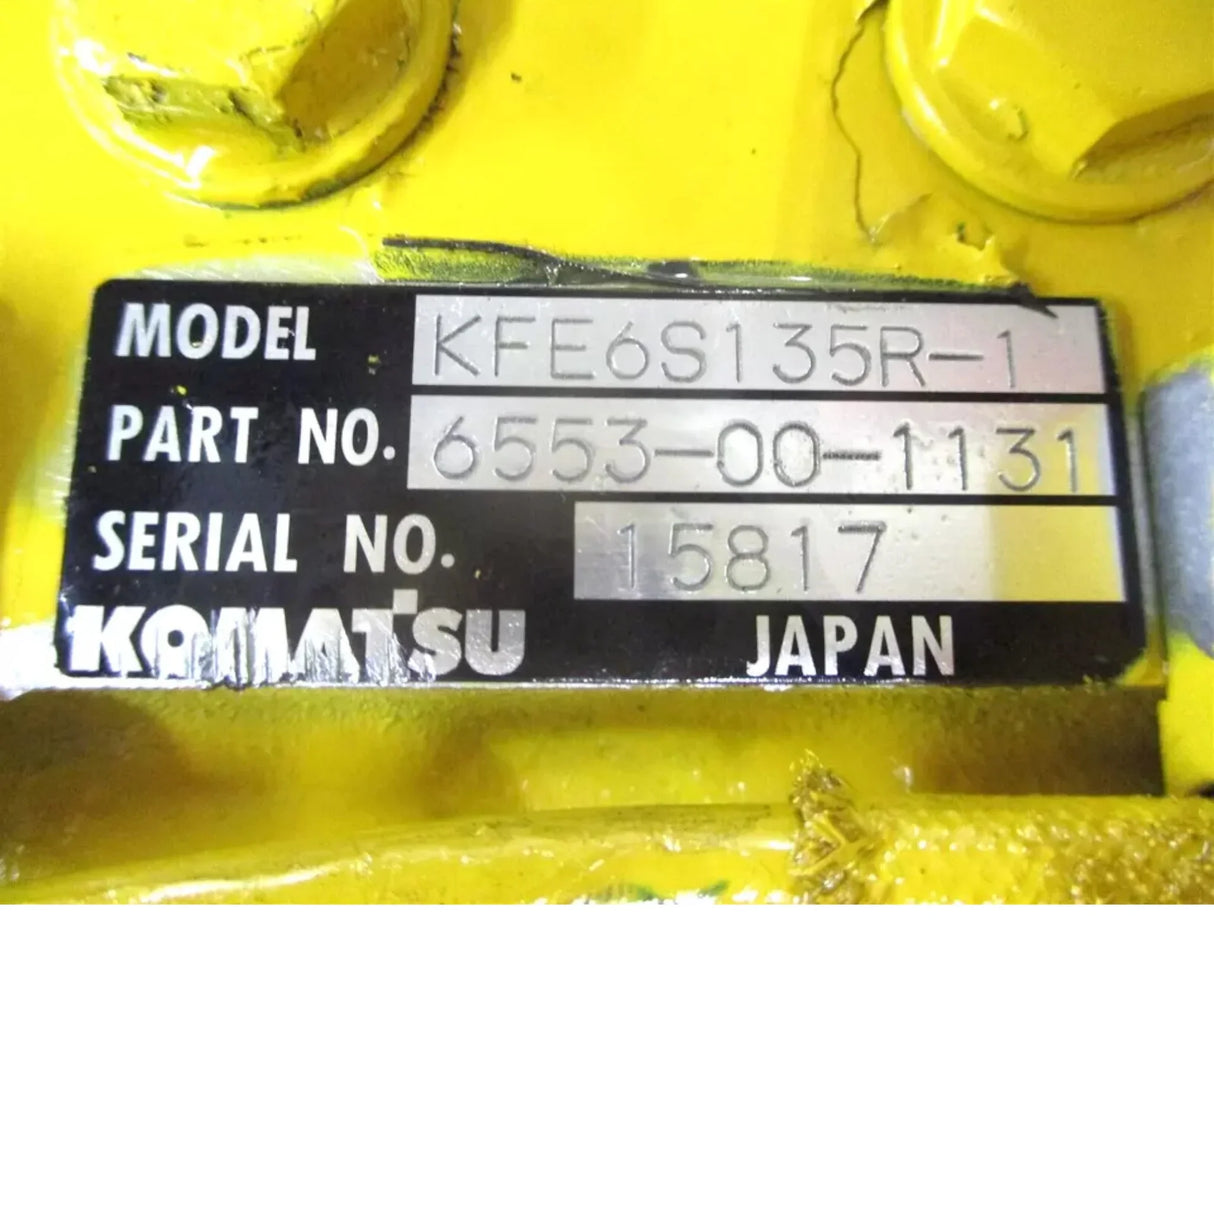 MODEL KFE6S135R-1
PART NO. 6553-00-1131
SERIAL NO. 15817
KOMATSU JAPAN